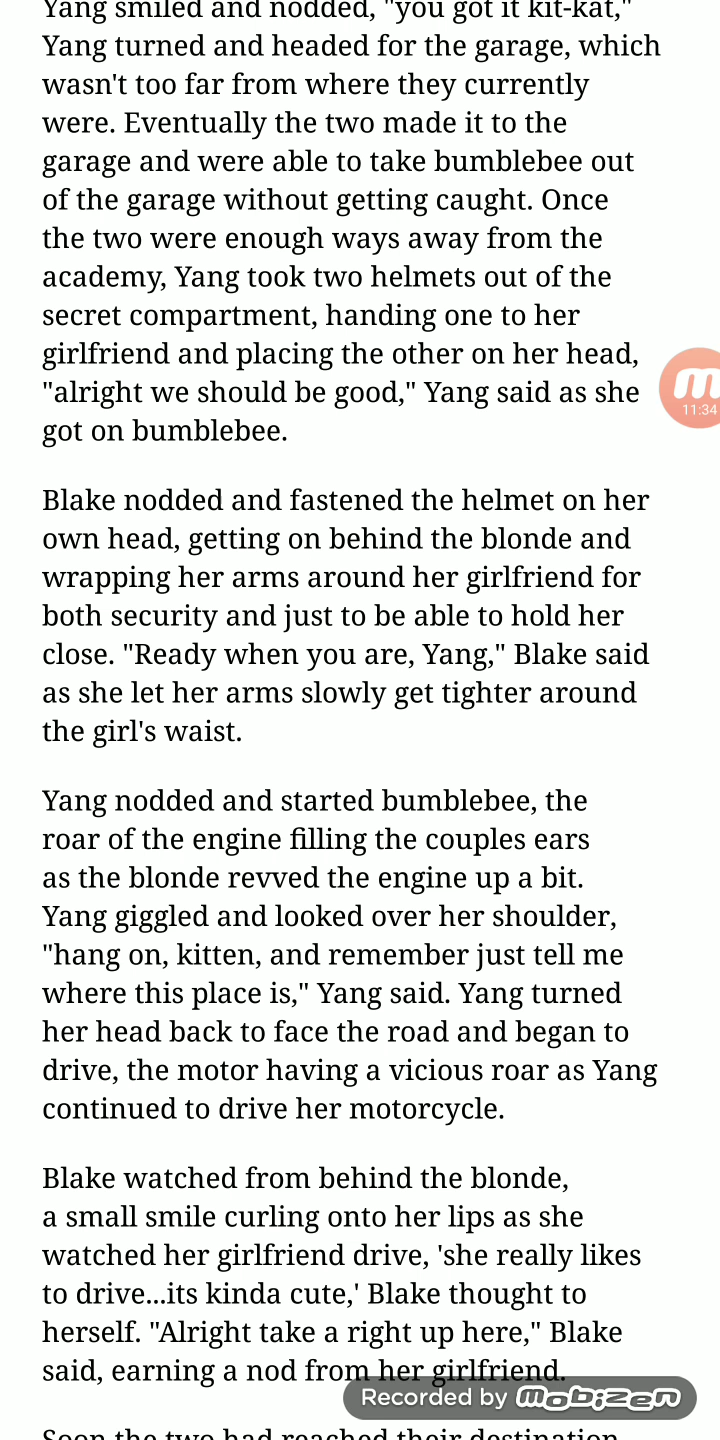 Yang smiled and nodded, "you got it kit-kat,"
Yang turned and headed for the garage, which
wasn't too far from where they currently
were. Eventually the two made it to the
garage and were able to take bumblebee out
of the garage without getting caught. Once
the two were enough ways away from the
academy, Yang took two helmets out of the
secret compartment, handing one to her
girlfriend and placing the other on her head,
"alright we should be good," Yang said as she
got on bumblebee.
m
11:34
Blake nodded and fastened the helmet on her
own head, getting on behind the blonde and
wrapping her arms around her girlfriend for
both security and just to be able to hold her
close. "Ready when you are, Yang," Blake said
as she let her arms slowly get tighter around
the girl's waist.
Yang nodded and started bumblebee, the
roar of the engine filling the couples ears
as the blonde revved the engine up a bit.
Yang giggled and looked over her shoulder,
"hang on, kitten, and remember just tell me
where this place is," Yang said. Yang turned
her head back to face the road and began to
drive, the motor having a vicious roar as Yang
continued to drive her motorcycle.
Blake watched from behind the blonde,
a small smile curling onto her lips as she
watched her girlfriend drive, 'she really likes
to drive...its kinda cute,' Blake thought to
herself. "Alright take a right up here," Blake
said, earning a nod from her girlfriend.
Recorded by mobizen
Soon the two had reached their destination